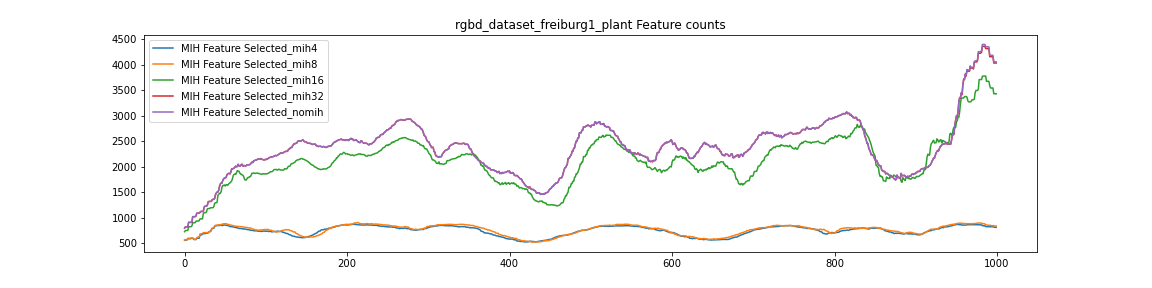 rgbd_dataset_freiburg1_plant Feature counts
4500
4000
3500
3000
2500
2000
1500
1000
500
MIH Feature Selected_mih4
MIH Feature Selected_mih8
MIH Feature Selected_mih16
MIH Feature Selected_mih32
MIH Feature Selected_nomih
0 200 400 600 800 1000